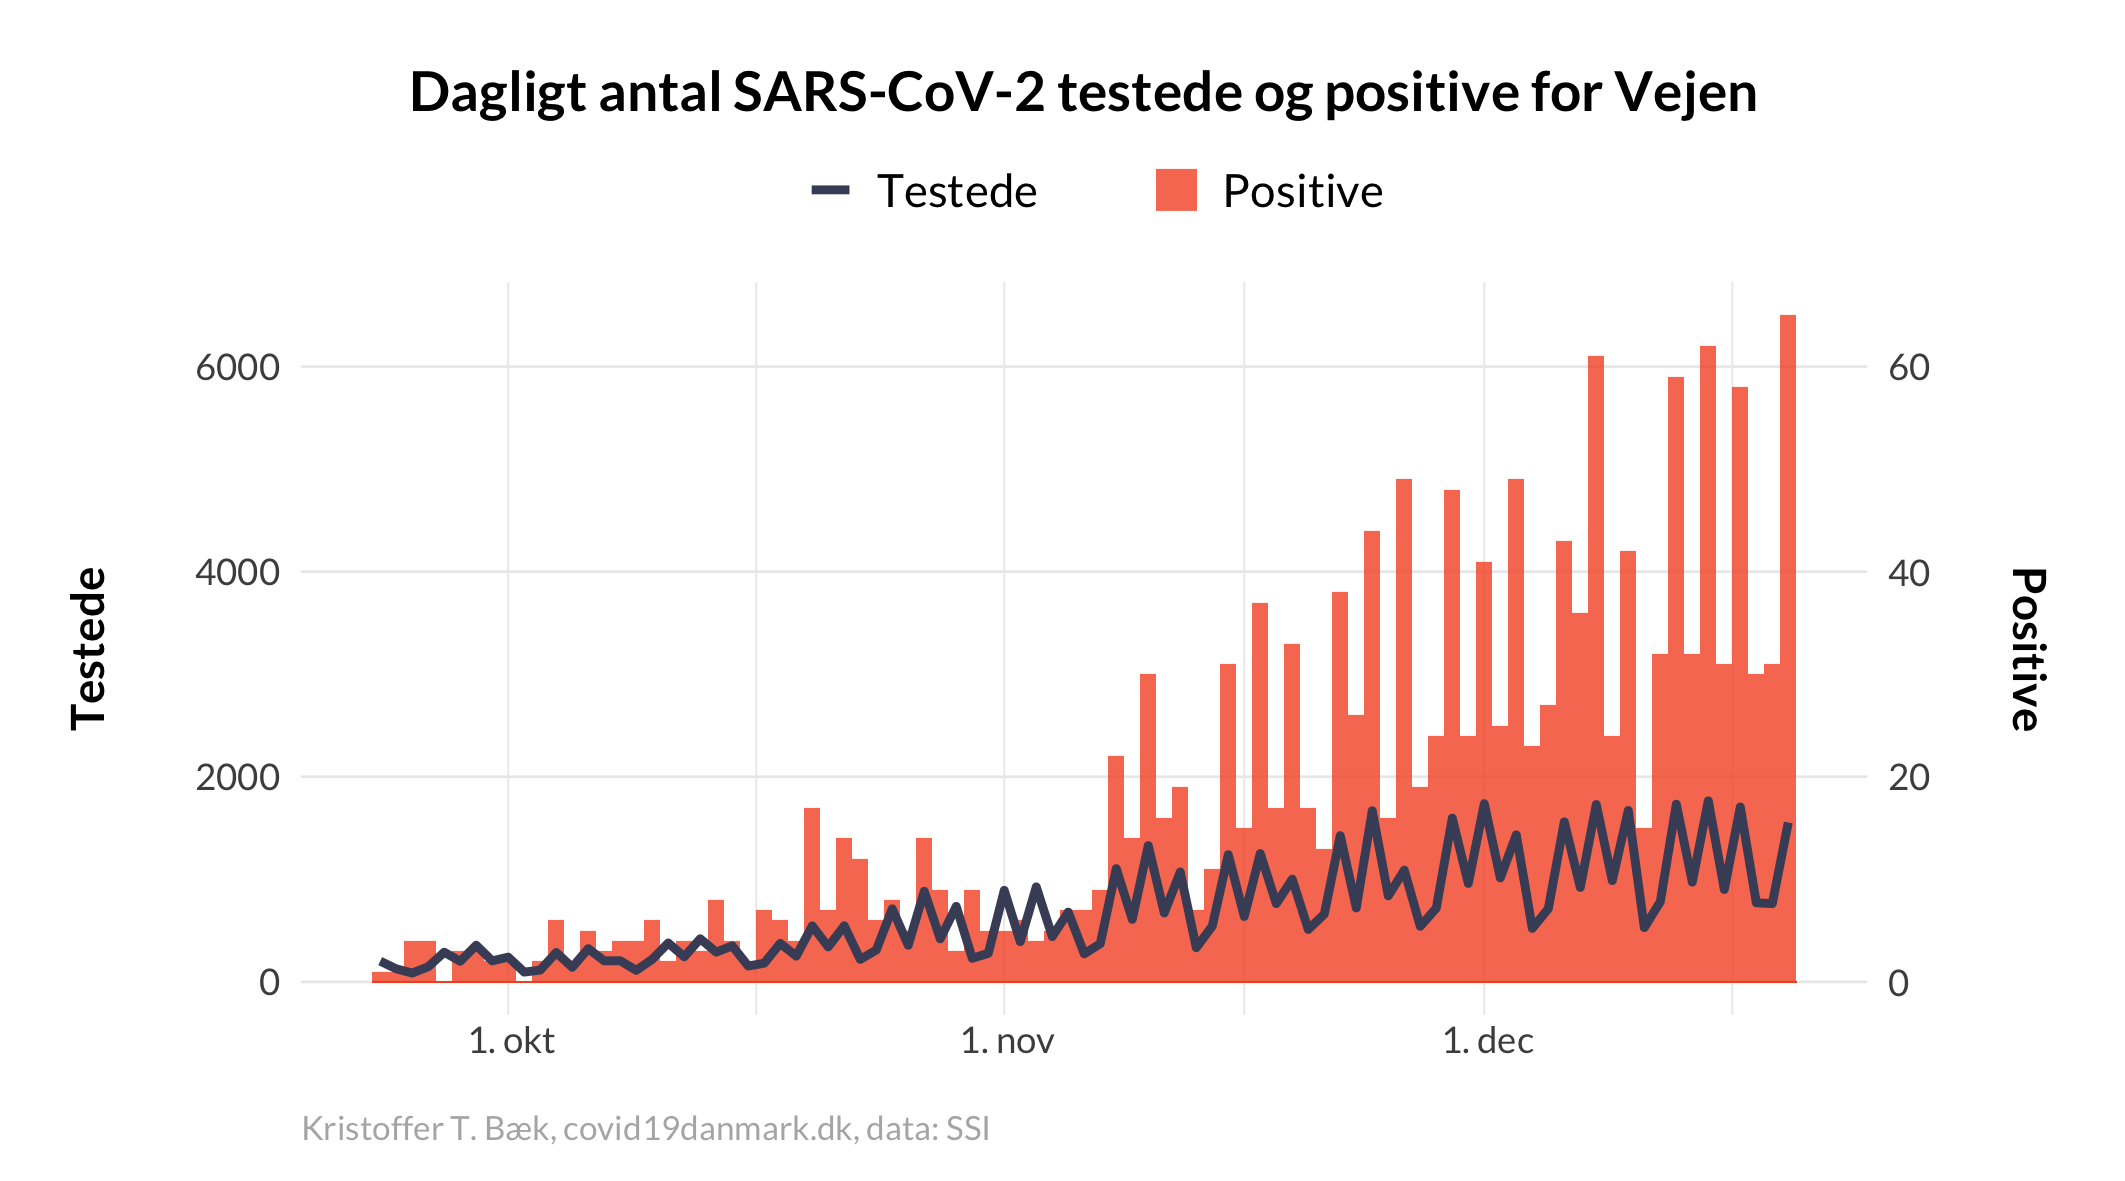 Dagligt antal SARS-CoV-2 testede og positive for Vejen
Testede
Positive
6000
4000
2000
0
60
40
20
0
Testede
Positive
1. okt
1. nov
1. dec
Kristoffer T. Bæk, covid19danmark.dk, data: SSI